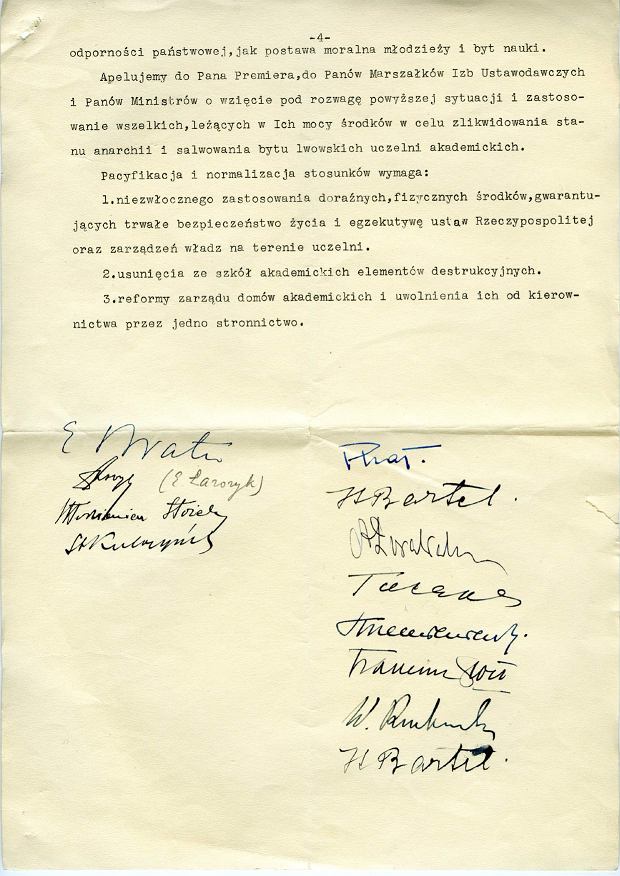 -4-
odporności państwowej,jak postawa moralna młodzieży i byt nauki.
Apelujemy do Pana Premiera,do Panów Marszałków Izb Ustawodawczych
i Panów Ministrów o wzięcie pod rozwagę powyższej sytuacji i zastoso-
wanie wszelkich,leżących w Ich mocy środków w celu zlikwidowania sta-
nu anarchii i salwowania bytu lwowskich uczelni akademickich.
Pacyfikacja i normalizacja stosunków wymaga:
1.niezwłocznego zastosowania doraźnych,fizycznych środków,gwarantu-
jących trwałe bezpieczeństwo życia i egzekutywę ustaw Rzeczypospolitej
oraz zarządzeń władz na terenie uczelni.
2.usunięcia ze szkół akademickich elementów destrukcyjnych.
3.reformy zarządu domów akademickich i uwolnienia ich od kierow-
nictwa przez jedno stronnictwo.
E
(E
St Kulczyński
K Bartel.
W.
K Bartel.